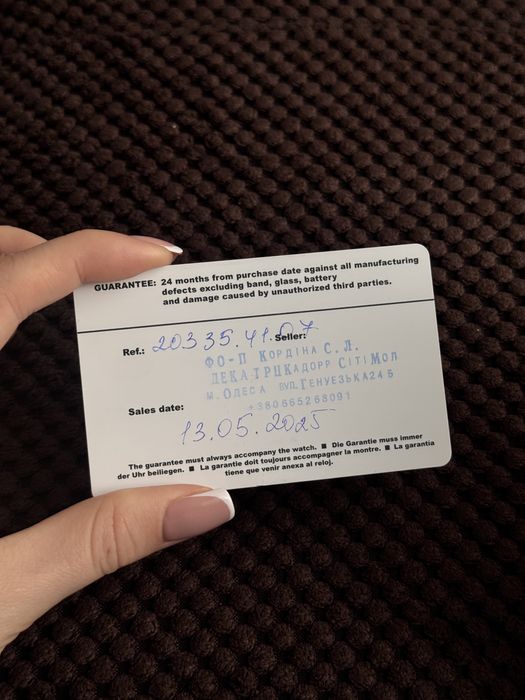 GUARANTEE: 24 months from purchase date against all manufacturing
defects excluding band, glass, battery
and damage caused by unauthorized third parties.
Ref.: 20335.41.07 Seller:
ФО-П КОРДІНА С. Л.
ДЕКА ТРЦ КАДОРР СІТІ МОЛ
М. ОДЕСА ВУЛ. ГЕНУЕЗЬКА 24 Б
+380665268091
Sales date:
13.05.2025
The guarantee must always accompany the watch. ■ Die Garantie muss immer
der Uhr beiliegen. ■ La garantie doit toujours accompagner la montre. ■ La garantia
tiene que venir anexa al reloj.